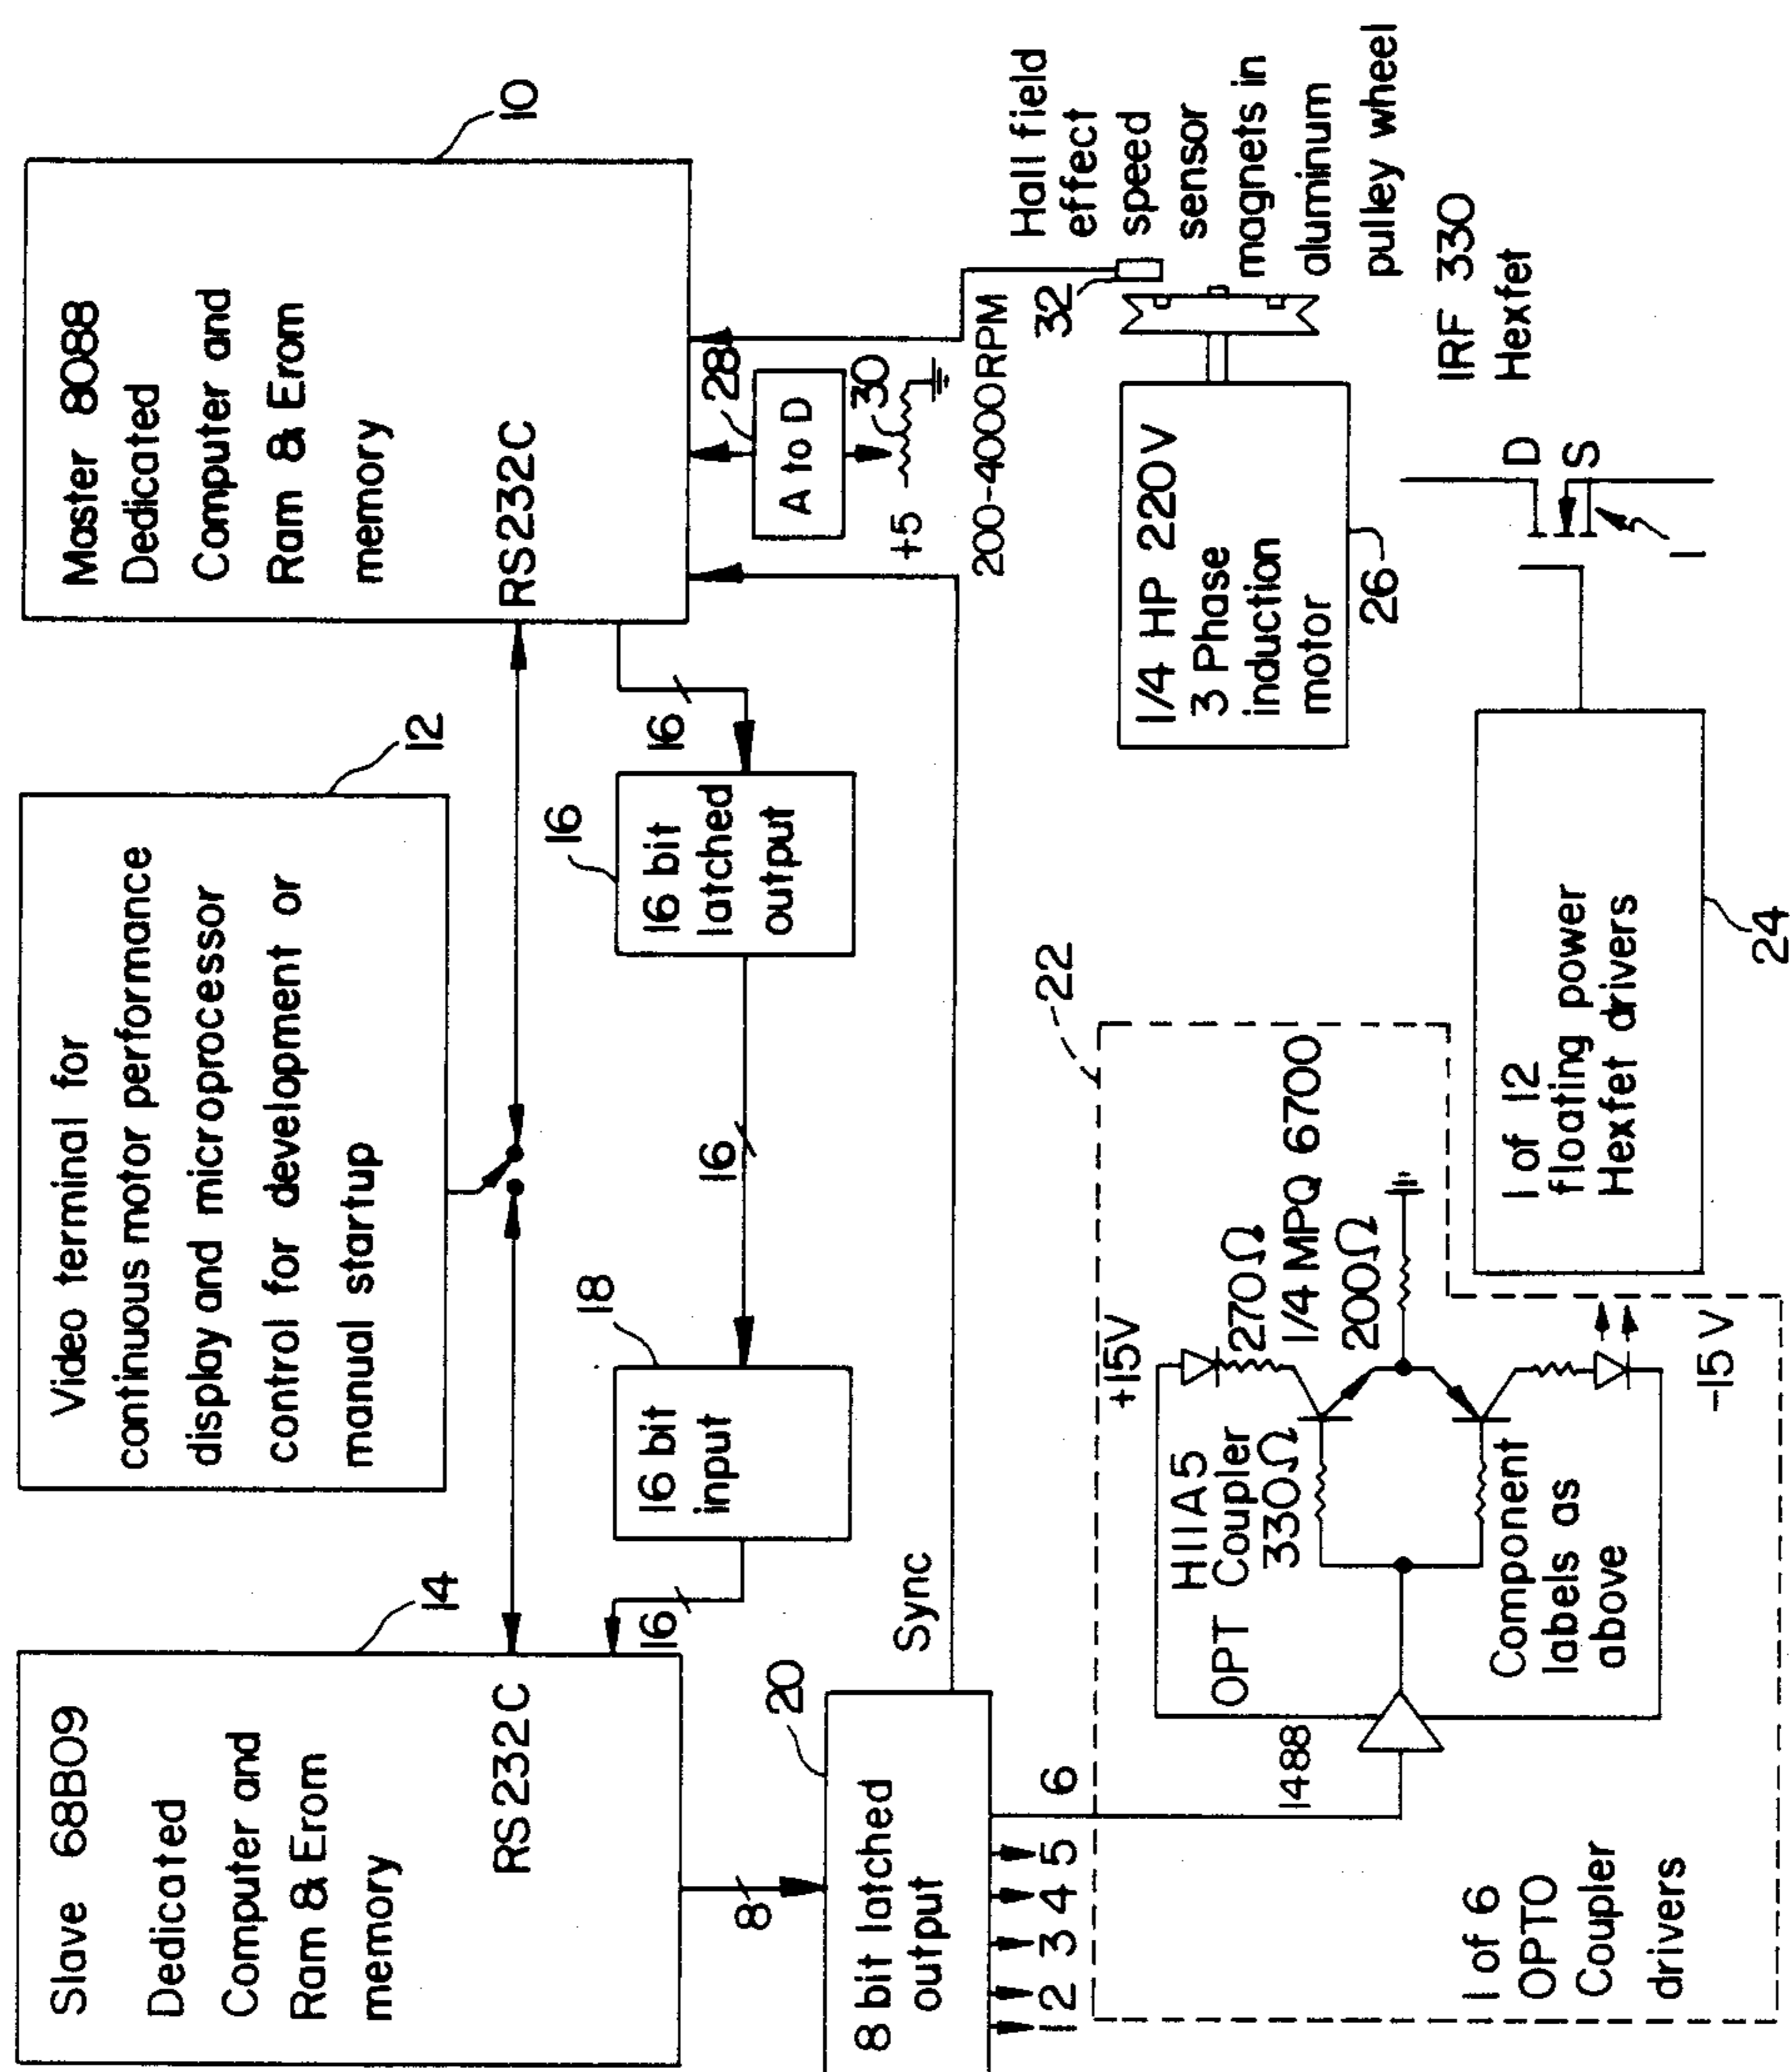 Slave 68B09
Dedicated
Computer and
Ram & Erom
memory
RS232C
14
Video terminal for
continuous motor performance
display and microprocessor
control for development or
manual startup
12
Master 8088
Dedicated
Computer and
Ram & Erom
memory
RS232C
10
16
18
16 bit
input
16
16
16 bit
latched
output
16
28
A to D
30
+5
200-4000RPM
8
20
8 bit latched
output
Sync
1 2 3 4 5 6
22
1 of 6
OPTO
Coupler
drivers
1488
+15V
H11A5
OPT Coupler
330Ω
270Ω
1/4 MPQ 6700
200Ω
Component
labels as
above
-15V
1/4 HP 220V
3 Phase
induction
motor
26
32
Hall field
effect
speed
sensor
magnets in
aluminum
pulley wheel
1 of 12
floating power
Hexfet drivers
24
IRF 330
Hexfet
D
S
1